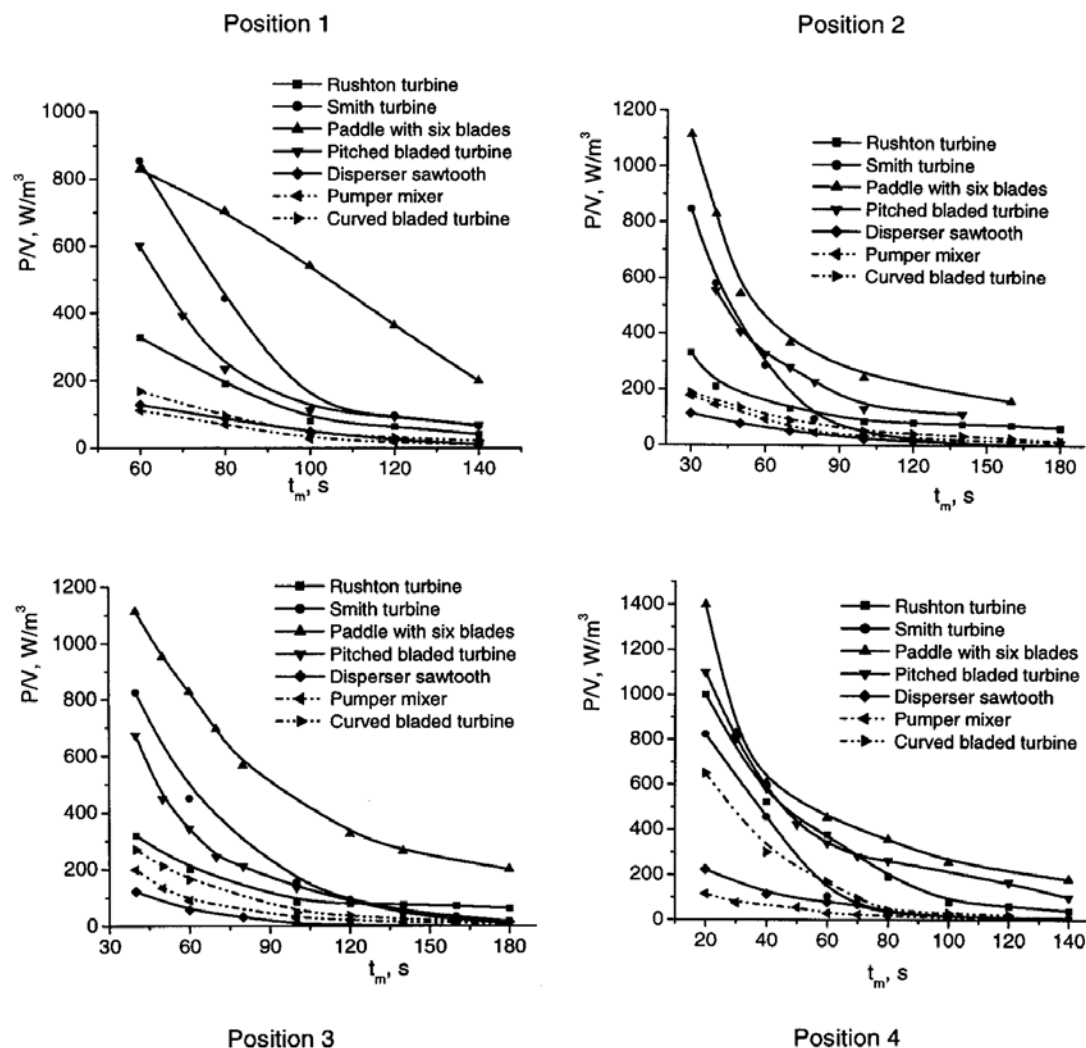 Position 1
Rushton turbine
Smith turbine
Paddle with six blades
Pitched bladed turbine
Disperser sawtooth
Pumper mixer
Curved bladed turbine
P/V, W/m³
1000
800
600
400
200
0
60 80 100 120 140
tₘ, s
Position 2
Rushton turbine
Smith turbine
Paddle with six blades
Pitched bladed turbine
Disperser sawtooth
Pumper mixer
Curved bladed turbine
P/V, W/m³
1200
1000
800
600
400
200
0
30 60 90 120 150 180
tₘ, s
Rushton turbine
Smith turbine
Paddle with six blades
Pitched bladed turbine
Disperser sawtooth
Pumper mixer
Curved bladed turbine
P/V, W/m³
1200
1000
800
600
400
200
0
30 60 90 120 150 180
tₘ, s
Position 3
Rushton turbine
Smith turbine
Paddle with six blades
Pitched bladed turbine
Disperser sawtooth
Pumper mixer
Curved bladed turbine
P/V, W/m³
1400
1200
1000
800
600
400
200
0
20 40 60 80 100 120 140
tₘ, s
Position 4